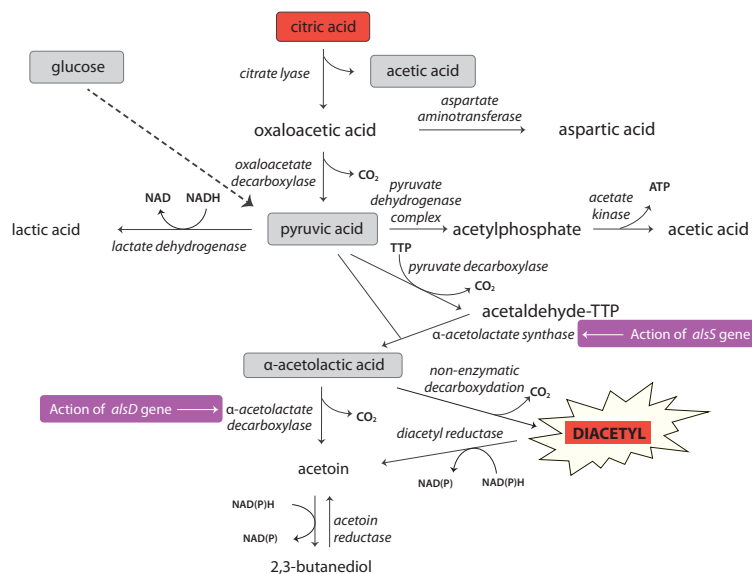 citric acid
glucose
citrate lyase
acetic acid
aspartate
aminotransferase
oxaloacetic acid
aspartic acid
oxaloacetate
decarboxylase
CO₂
pyruvate
dehydrogenase
complex
acetate
kinase
ATP
NAD
NADH
lactic acid
pyruvic acid
acetylphosphate
acetic acid
lactate dehydrogenase
TTP
pyruvate decarboxylase
CO₂
acetaldehyde-TTP
α-acetolactate synthase
Action of alsS gene
α-acetolactic acid
non-enzymatic
decarboxydation
CO₂
Action of alsD gene
α-acetolactate
decarboxylase
CO₂
diacetyl reductase
DIACETYL
acetoin
NAD(P)
NAD(P)H
NAD(P)H
NAD(P)
acetoin
reductase
2,3-butanediol